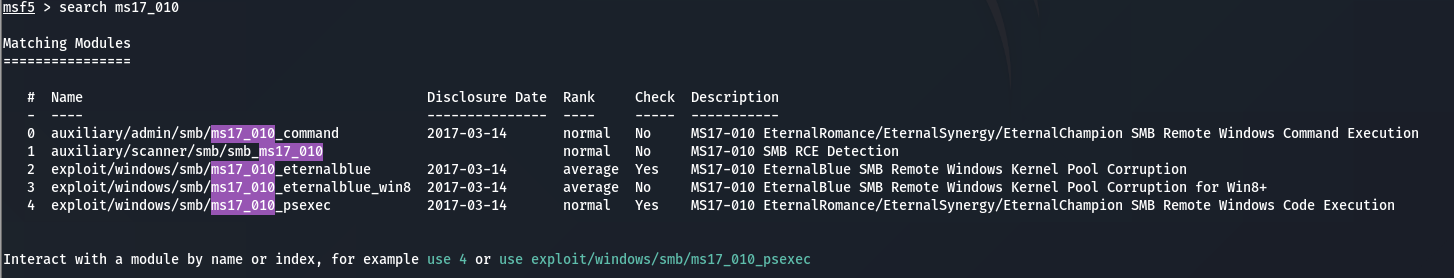 msf5 > search ms17_010
Matching Modules
================
# Name Disclosure Date Rank Check Description
- ---- --------------- ---- ----- -----------
0 auxiliary/admin/smb/ms17_010_command 2017-03-14 normal No MS17-010 EternalRomance/EternalSynergy/EternalChampion SMB Remote Windows Command Execution
1 auxiliary/scanner/smb/smb_ms17_010 normal No MS17-010 SMB RCE Detection
2 exploit/windows/smb/ms17_010_eternalblue 2017-03-14 average Yes MS17-010 EternalBlue SMB Remote Windows Kernel Pool Corruption
3 exploit/windows/smb/ms17_010_eternalblue_win8 2017-03-14 average No MS17-010 EternalBlue SMB Remote Windows Kernel Pool Corruption for Win8+
4 exploit/windows/smb/ms17_010_psexec 2017-03-14 normal Yes MS17-010 EternalRomance/EternalSynergy/EternalChampion SMB Remote Windows Code Execution
Interact with a module by name or index, for example use 4 or use exploit/windows/smb/ms17_010_psexec